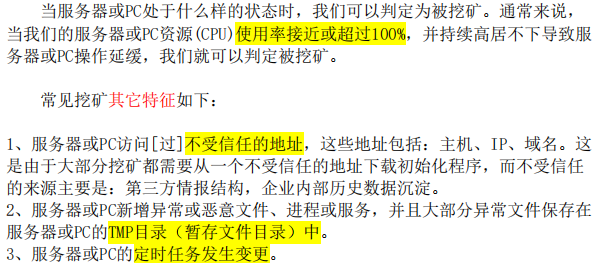 当服务器或PC处于什么样的状态时，我们可以判定为被挖矿。通常来说，
当我们的服务器或PC资源(CPU)使用率接近或超过100%，并持续高居不下导致服
务器或PC操作延缓，我们就可以判定被挖矿。
常见挖矿其它特征如下：
1、服务器或PC访问[过]不受信任的地址，这些地址包括：主机、IP、域名。这
是由于大部分挖矿都需要从一个不受信任的地址下载初始化程序，而不受信任
的来源主要是：第三方情报结构，企业内部历史数据沉淀。
2、服务器或PC新增异常或恶意文件、进程或服务，并且大部分异常文件保存在
服务器或PC的TMP目录（暂存文件目录）中。
3、服务器或PC的定时任务发生变更。